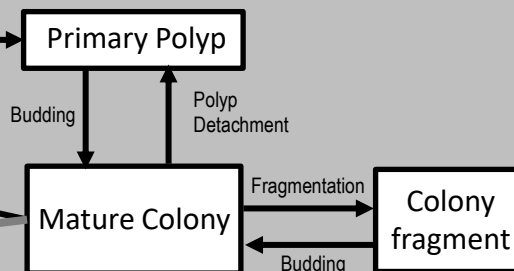 Primary Polyp
Budding
Polyp
Detachment
Mature Colony
Fragmentation
Colony
fragment
Budding